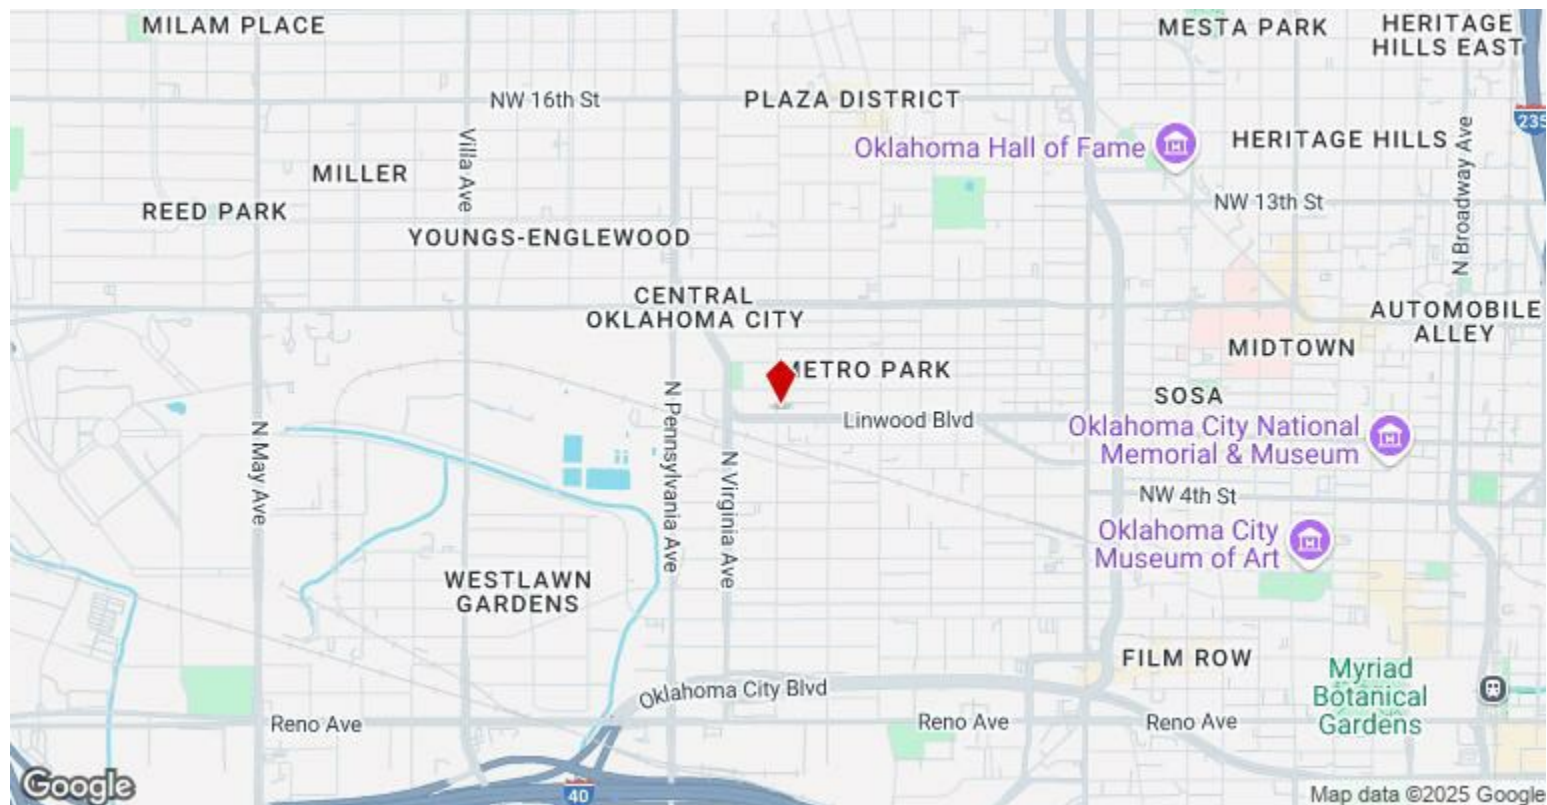 MILAM PLACE
MESTA PARK
HERITAGE
HILLS EAST
NW 16th St
PLAZA DISTRICT
235
Oklahoma Hall of Fame
HERITAGE HILLS
Villa Ave
N Broadway Ave
MILLER
REED PARK
NW 13th St
YOUNGS-ENGLEWOOD
CENTRAL
OKLAHOMA CITY
AUTOMOBILE
ALLEY
MIDTOWN
METRO PARK
SOSA
Linwood Blvd
Oklahoma City National
Memorial & Museum
N May Ave
N Pennsylvania Ave
N Virginia Ave
NW 4th St
Oklahoma City
Museum of Art
WESTLAWN
GARDENS
FILM ROW
Myriad
Botanical
Gardens
Oklahoma City Blvd
Reno Ave
Reno Ave
Reno Ave
40
Google
Map data ©2025 Google